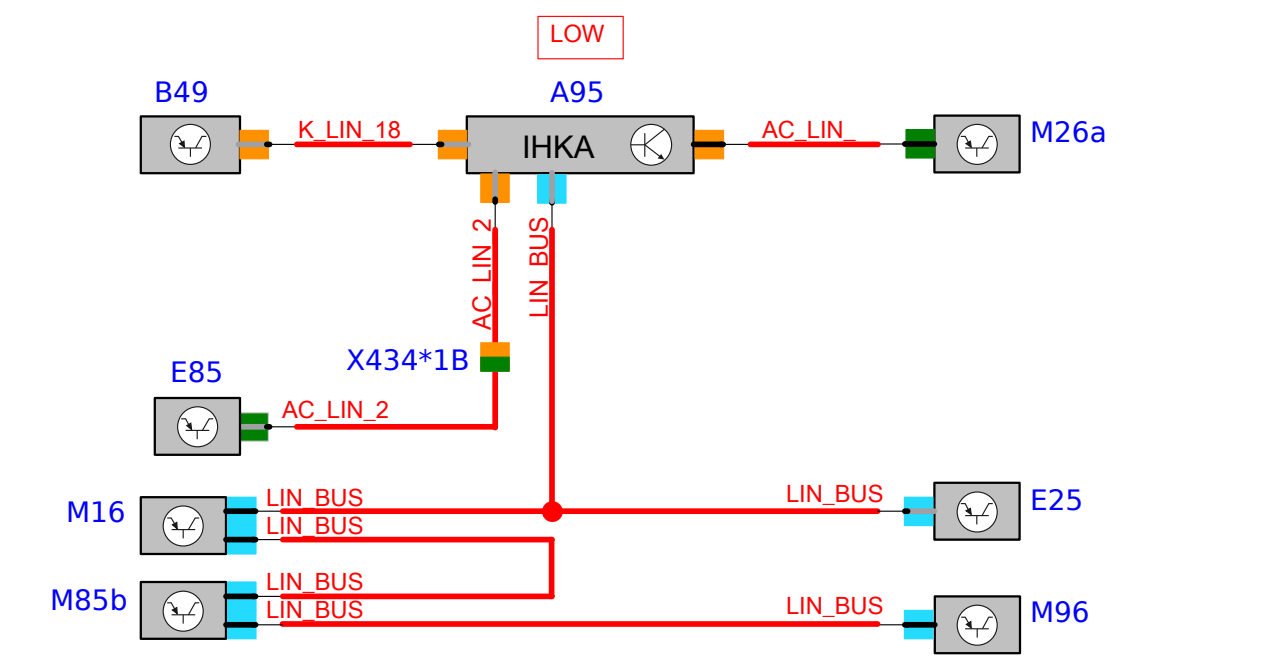 LOW
B49
A95
K_LIN_18
IHKA
AC_LIN_
M26a
AC_LIN_2
LIN_BUS
X434*1B
E85
AC_LIN_2
M16
LIN_BUS
LIN_BUS
LIN_BUS
E25
M85b
LIN_BUS
LIN_BUS
LIN_BUS
M96